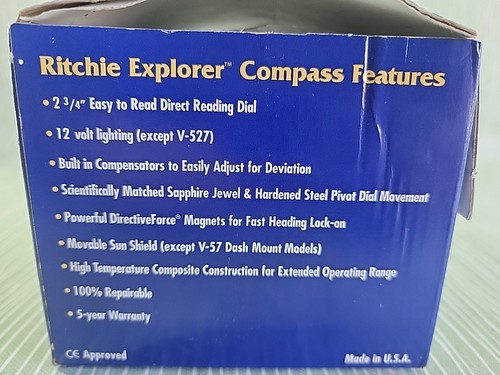 Ritchie Explorer™ Compass Features
• 2 3/4" Easy to Read Direct Reading Dial
• 12 volt lighting (except V-527)
• Built in Compensators to Easily Adjust for Deviation
• Scientifically Matched Sapphire Jewel & Hardened Steel Pivot Dial Movement
• Powerful DirectiveForce® Magnets for Fast Heading Lock-on
• Movable Sun Shield (except V-57 Dash Mount Models)
• High Temperature Composite Construction for Extended Operating Range
• 100% Repairable
• 5-year Warranty
CE Approved
Made in U.S.A.